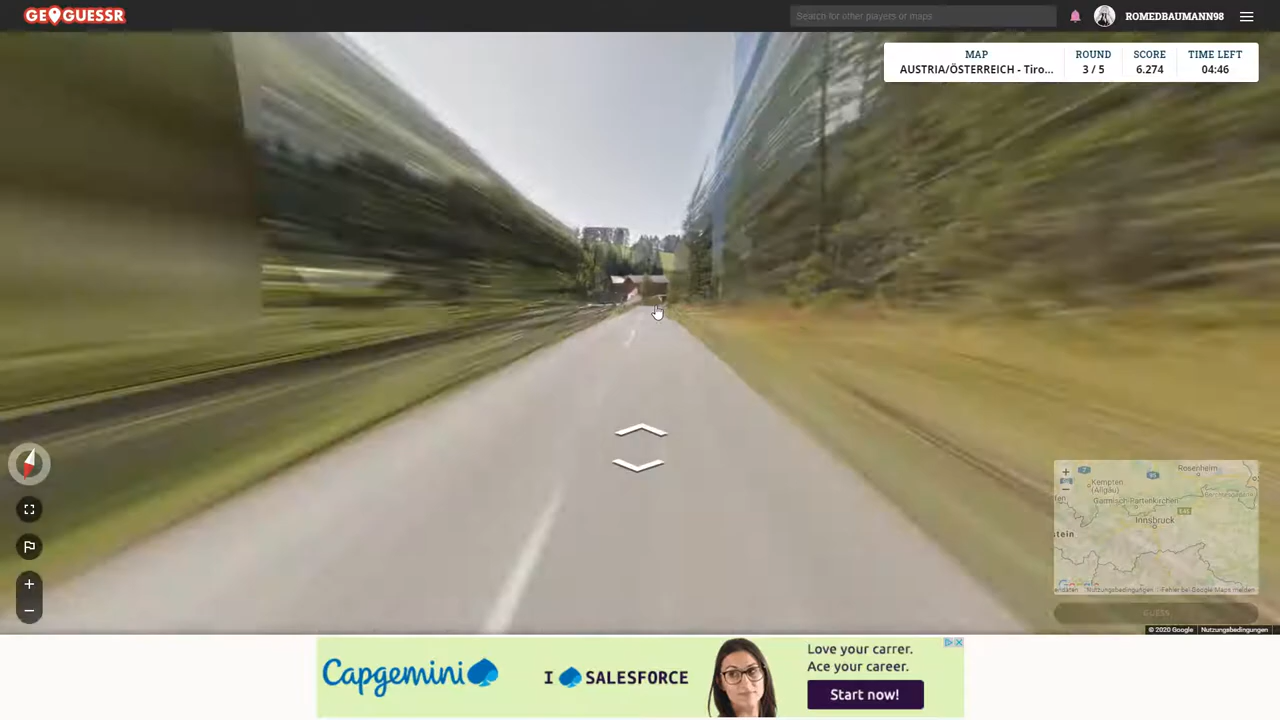 GEOGUESSR
Search for other players or maps
ROMEDBAUMANN98
MAP
AUSTRIA/ÖSTERREICH - Tiro...
ROUND
3 / 5
SCORE
6.274
TIME LEFT
04:46
Kempten
(Allgäu)
Rosenheim
Garmisch-Partenkirchen
Innsbruck
stein
Google
Nutzungsbedingungen
Fehler bei Google Maps melden
GUESS
© 2020 Google
Nutzungsbedingungen
Capgemini
I SALESFORCE
Love your carrer.
Ace your career.
Start now!